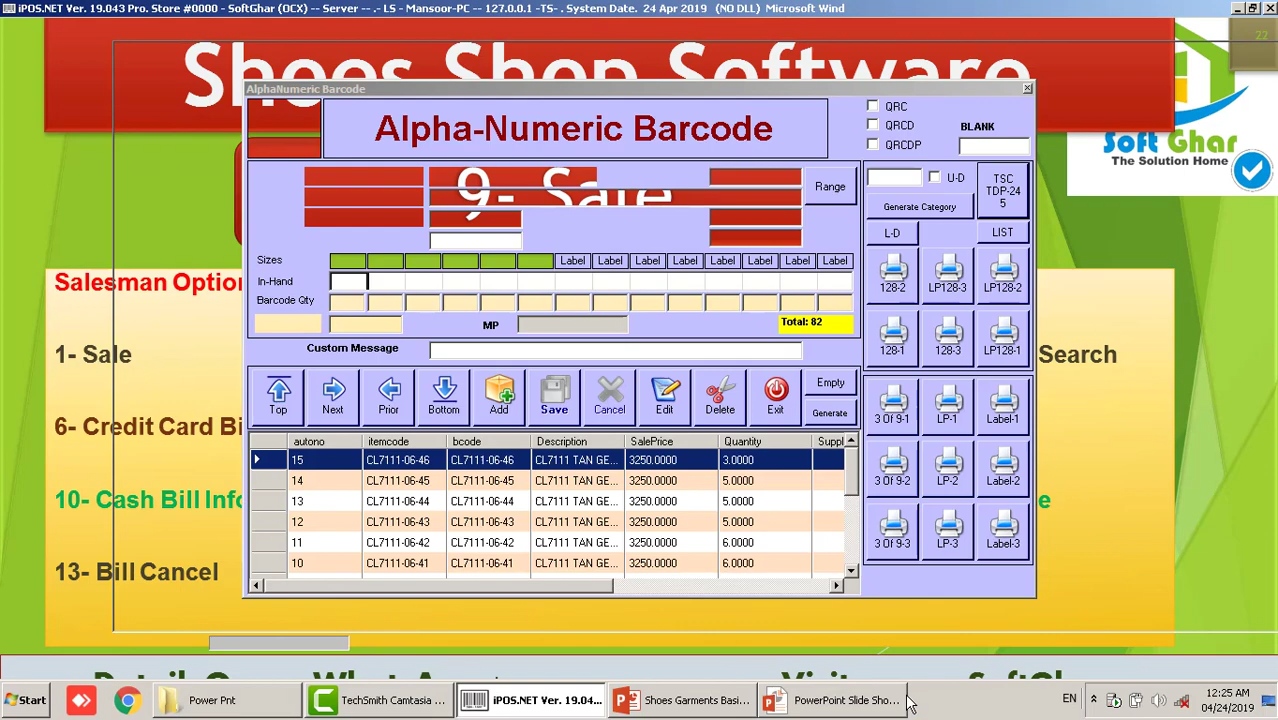 iPOS.NET Ver. 19.043 Pro. Store #0000 - SoftGhar (OCX) -- Server -- .- LS - Mansoor-PC -- 127.0.0.1 -TS- . System Date. 24 Apr 2019 (NO DLL) Microsoft Wind
22
Shoes Shop Software
AlphaNumeric Barcode
Alpha-Numeric Barcode
QRC
QRCD
QRCDP
BLANK
Soft Ghar
The Solution Home
9- Sale
Range
U-D
Generate Category
TSC TDP-24 5
L-D
LIST
Sizes Label Label Label Label Label Label Label Label
In-Hand
Barcode Qty
MP
Total: 82
Custom Message
128-2 LP128-3 LP128-2
128-1 128-3 LP128-1
Salesman Option
1- Sale
Search
6- Credit Card Bi
10- Cash Bill Info
e
13- Bill Cancel
Top Next Prior Bottom Add Save Cancel Edit Delete Exit
Empty
Generate
3 Of 9-1 LP-1 Label-1
3 Of 9-2 LP-2 Label-2
3 Of 9-3 LP-3 Label-3
autono itemcode bcode Description SalePrice Quantity Suppl
15 CL7111-06-46 CL7111-06-46 CL7111 TAN GE... 3250.0000 3.0000
14 CL7111-06-45 CL7111-06-45 CL7111 TAN GE... 3250.0000 5.0000
13 CL7111-06-44 CL7111-06-44 CL7111 TAN GE... 3250.0000 5.0000
12 CL7111-06-43 CL7111-06-43 CL7111 TAN GE... 3250.0000 5.0000
11 CL7111-06-42 CL7111-06-42 CL7111 TAN GE... 3250.0000 6.0000
10 CL7111-06-41 CL7111-06-41 CL7111 TAN GE... 3250.0000 6.0000
Start
Power Pnt
TechSmith Camtasia ...
iPOS.NET Ver. 19.04...
Shoes Garments Basi...
PowerPoint Slide Sho...
EN
12:25 AM
04/24/2019